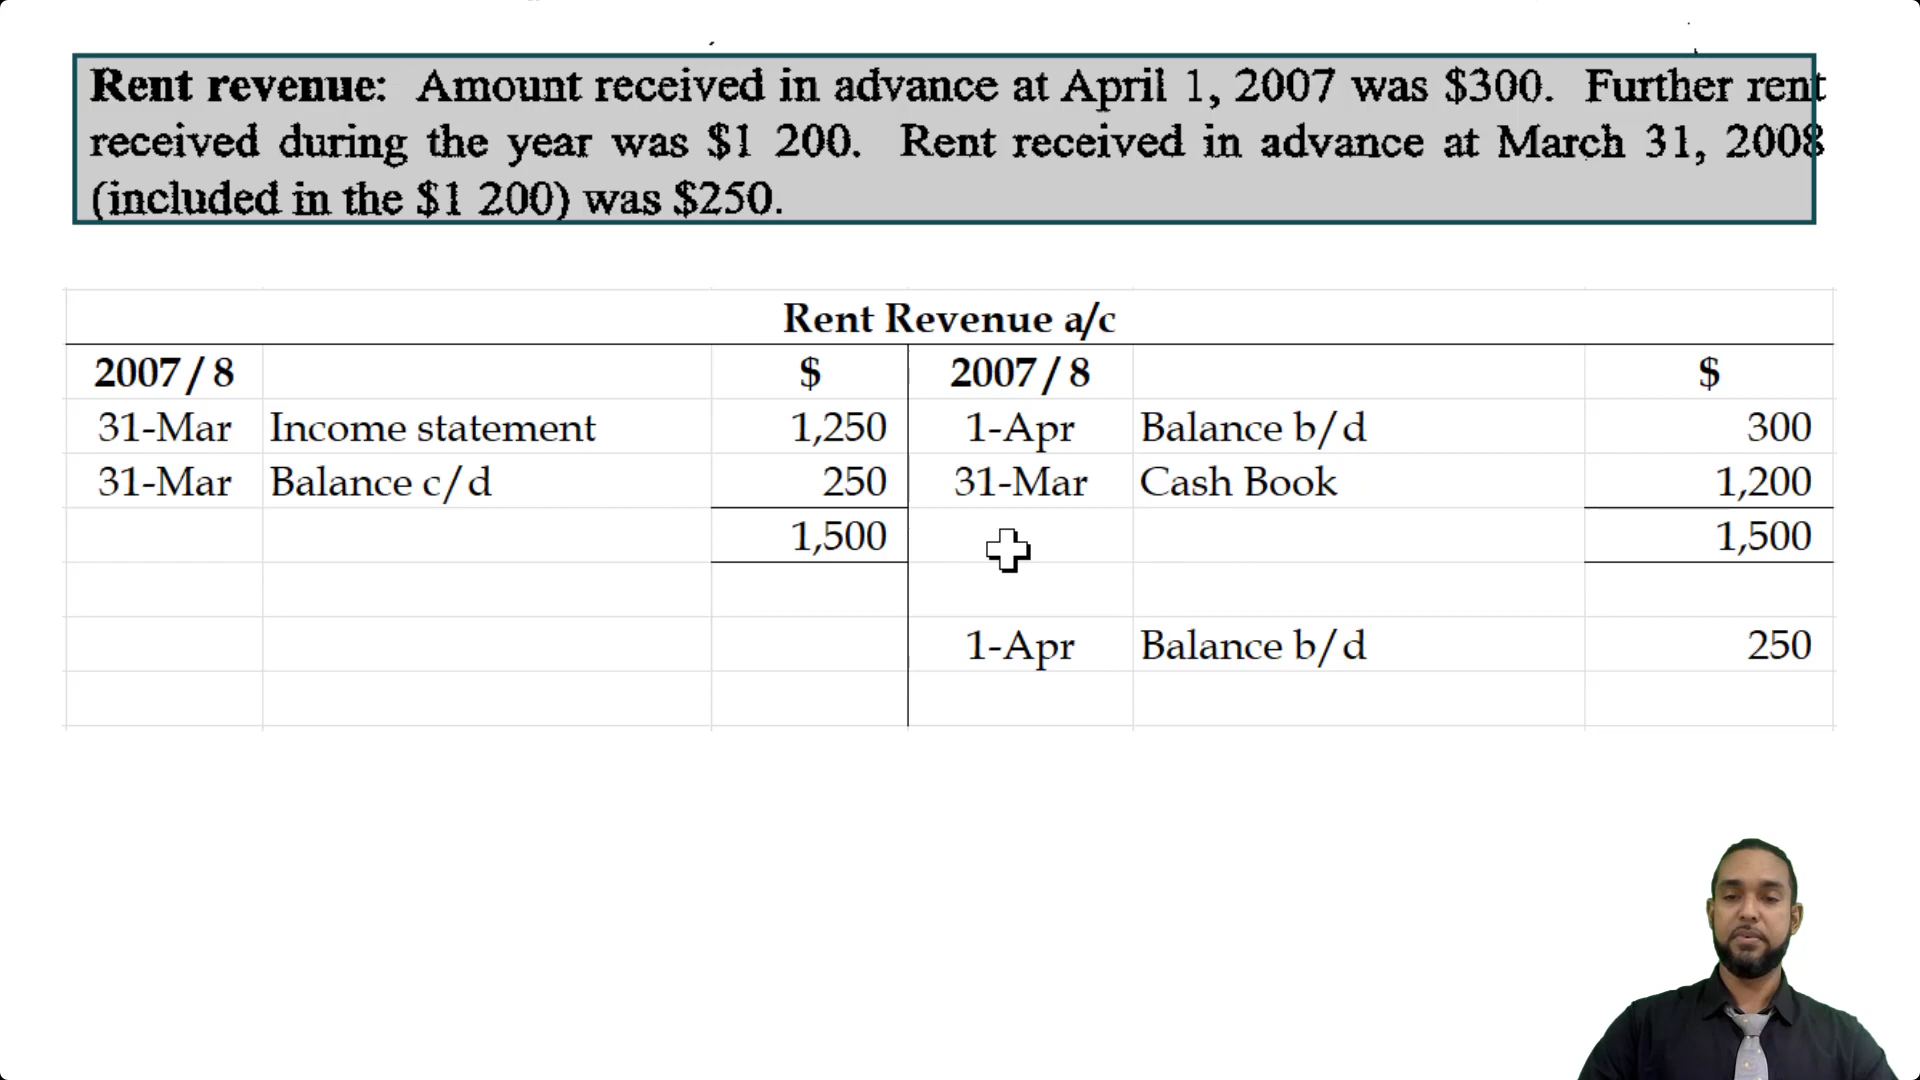 Rent revenue: Amount received in advance at April 1, 2007 was $300. Further rent
received during the year was $1 200. Rent received in advance at March 31, 2008
(included in the $1 200) was $250.
Rent Revenue a/c
2007/8 $ 2007/8 $
31-Mar Income statement 1,250 1-Apr Balance b/d 300
31-Mar Balance c/d 250 31-Mar Cash Book 1,200
1,500 1,500
1-Apr Balance b/d 250